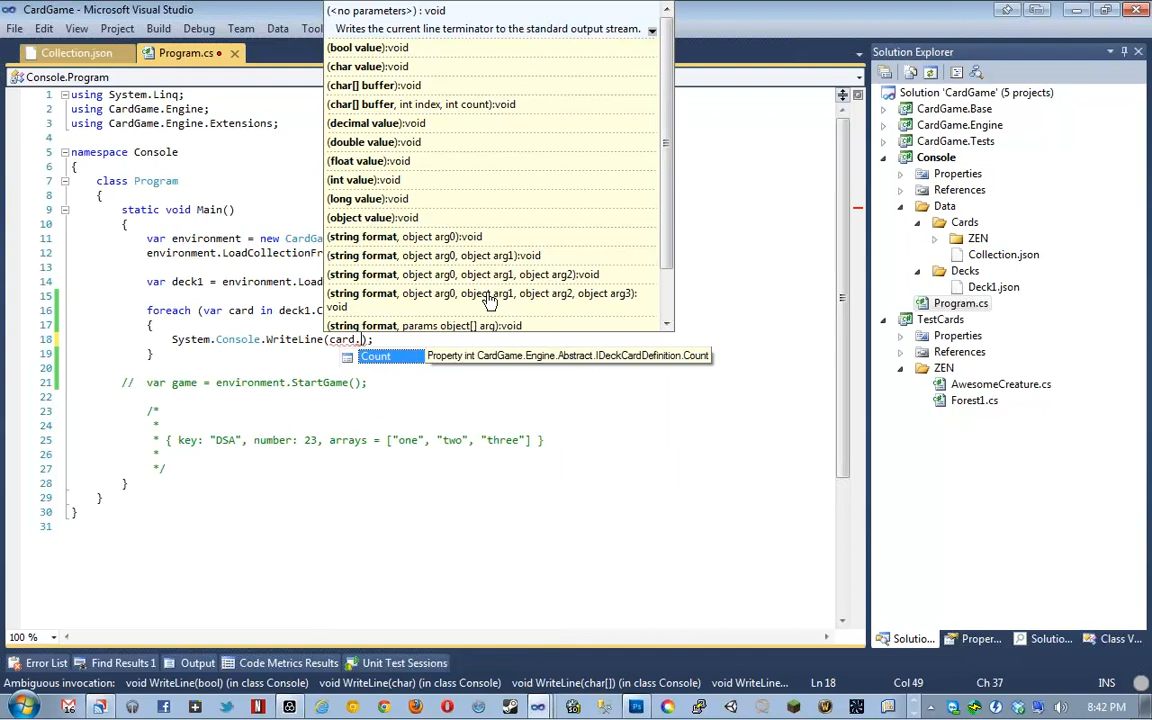 CardGame - Microsoft Visual Studio
File Edit View Project Build Debug Team Data
Collection.json
Program.cs
Console.Program
1 using System.Linq;
2 using CardGame.Engine;
3 using CardGame.Engine.Extensions;
4
5 namespace Console
6 {
7 class Program
8 {
9 static void Main()
10 {
11 var environment = new
12
13
14 var deck1 =
15
16 foreach (var card in
17 {
18 System.Console.WriteLine(card.);
19 }
20
21 // var game = environment.StartGame();
22
23 /*
24 *
25 * { key: "DSA", number: 23, arrays = ["one", "two", "three"] }
26 *
27 */
28 }
29 }
30 }
31
(<no parameters>) : void
Writes the current line terminator to the standard output stream.
(bool value):void
(char value):void
(char[] buffer):void
(char[] buffer, int index, int count):void
(decimal value):void
(double value):void
(float value):void
(int value):void
(long value):void
(object value):void
(string format, object arg0):void
(string format, object arg0, object arg1):void
(string format, object arg0, object arg1, object arg2):void
(string format, object arg0, object arg1, object arg2, object arg3):
void
(string format, params object[] arg):void
Count
Property int CardGame.Engine.Abstract.IDeckCardDefinition.Count
Solution Explorer
Solution 'CardGame' (5 projects)
CardGame.Base
CardGame.Engine
CardGame.Tests
Console
Properties
References
Data
Cards
ZEN
Collection.json
Decks
Deck1.json
Program.cs
TestCards
Properties
References
ZEN
AwesomeCreature.cs
Forest1.cs
100 %
Solutio... Proper... Solutio... Class V...
Error List Find Results 1 Output Code Metrics Results Unit Test Sessions
Ambiguous invocation: void WriteLine(bool) (in class Console) void WriteLine(char) (in class Console) void WriteLine(char[]) (in class Console) void WriteLine... Ln 18 Col 49 Ch 37 INS
8:42 PM